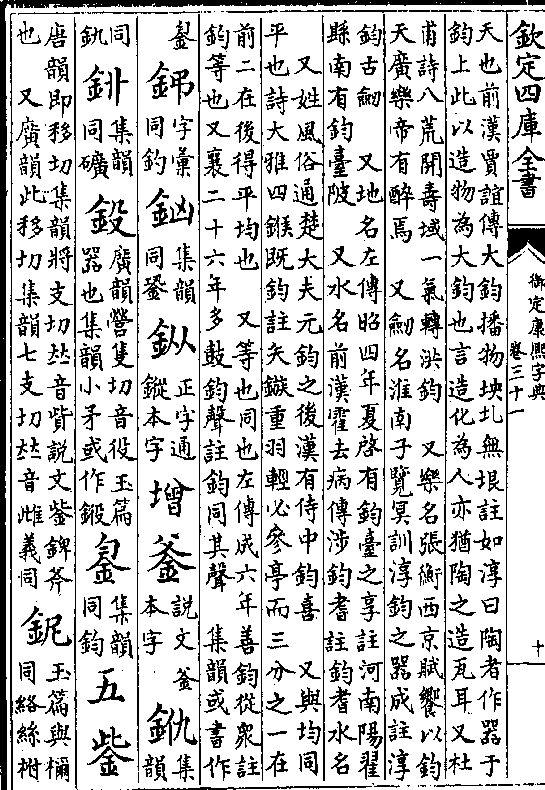 欽定四庫全書
御定康熙字典
卷三十一
十
天也前漢賈誼傳大鈞播物坱圠無垠註如淳曰陶者作器于
鈞上此以造物為大鈞也言造化為人亦猶陶之造瓦耳又杜
甫詩八荒開壽域一氣轉洪鈞 又樂名張衡西京賦饗以鈞
天廣樂帝有醉焉 又劒名淮南子覽冥訓淳鈞之器成註淳
鈞古劒 又地名左傳昭四年夏啓有鈞臺之享註河南陽翟
縣南有鈞臺陂 又水名前漢霍去病傳涉鈞耆註鈞耆水名
又姓風俗通楚大夫元鈞之後漢有侍中鈞喜 又與均同
平也詩大雅四鍭既鈞註矢鏃重羽輕必參亭而三分之一在
前二在後得平均也 又等也同也左傳成六年善鈞從衆註
鈞等也又襄二十六年多鼓鈞聲註鈞同其聲 集韻或書作
字彙
同鈞
集韻
同銎
正字通
鏦本字
增
釡
說文釜
本字
集
韻
同
集韻
同礦
鈠
廣韻營隻切音役玉篇
器也集韻小矛或作鍛
銞
集韻
同鈞
五
鈭
唐韻即移切集韻將支切𠀤音貲說文鈭錍斧
也 又廣韻此移切集韻七支切𠀤音雌義同
鈮
玉篇與檷
同絡絲柎